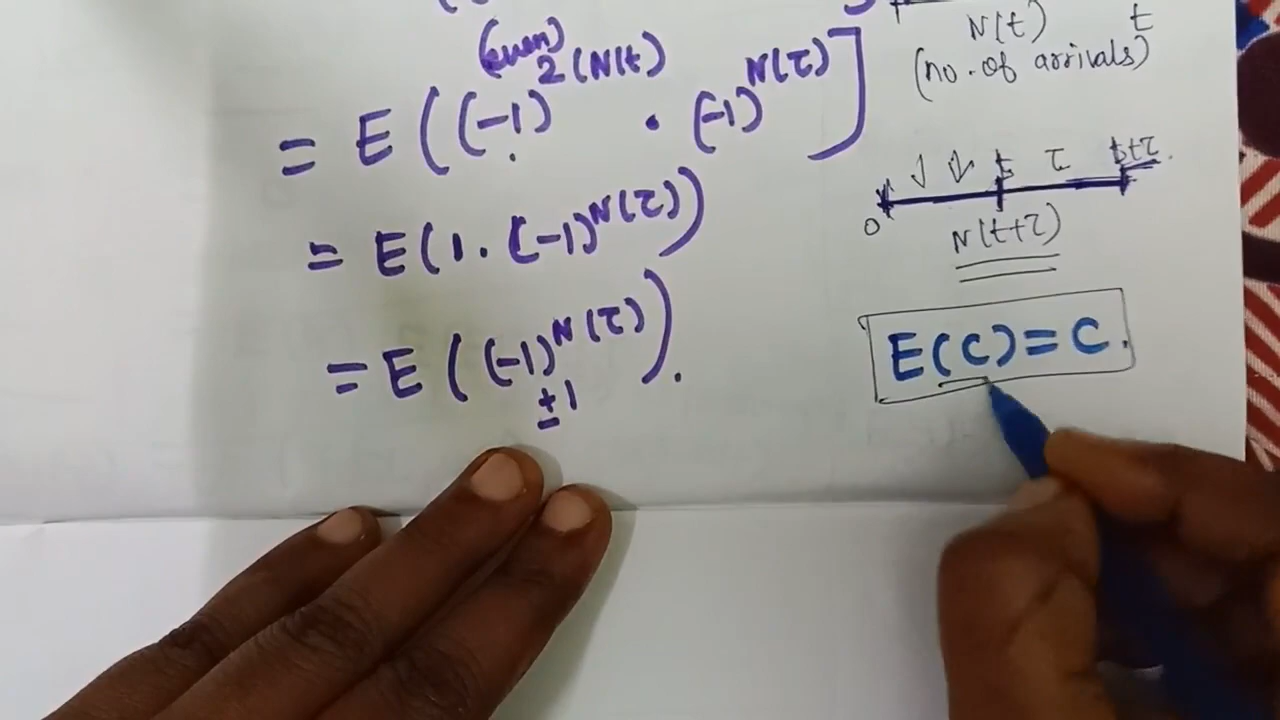 (even)
= E((-1)^2(N(t) . (-1)^N(τ)]
= E(1.(-1)^N(τ))
= E((-1)^N(τ)).
±1
N(t) t
(no. of arrivals)
t τ t+τ.
0
N(t+τ)
E(C)=C.